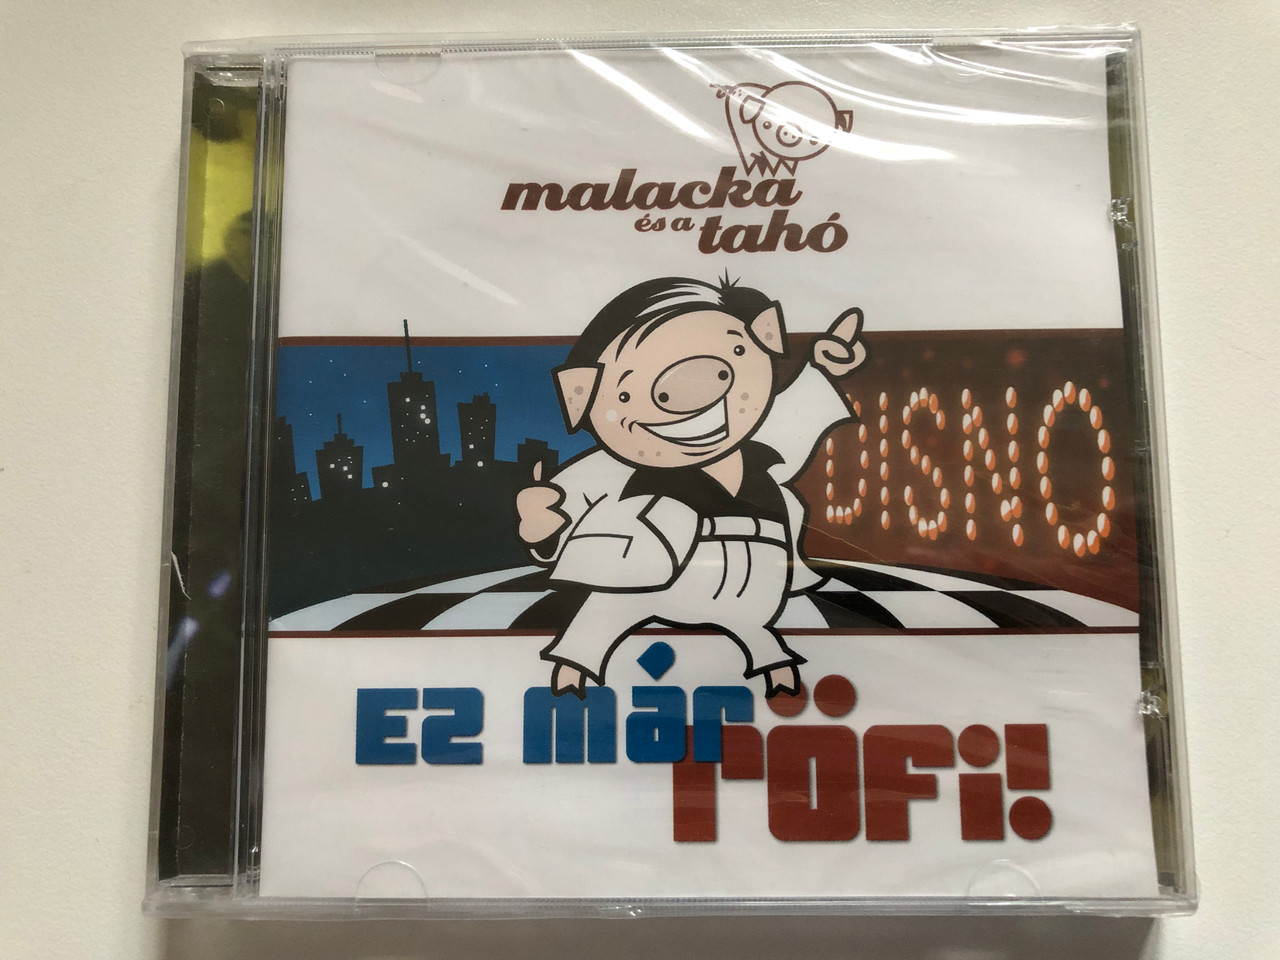 malacka
és a tahó
DISNO
Ez már
röfi!